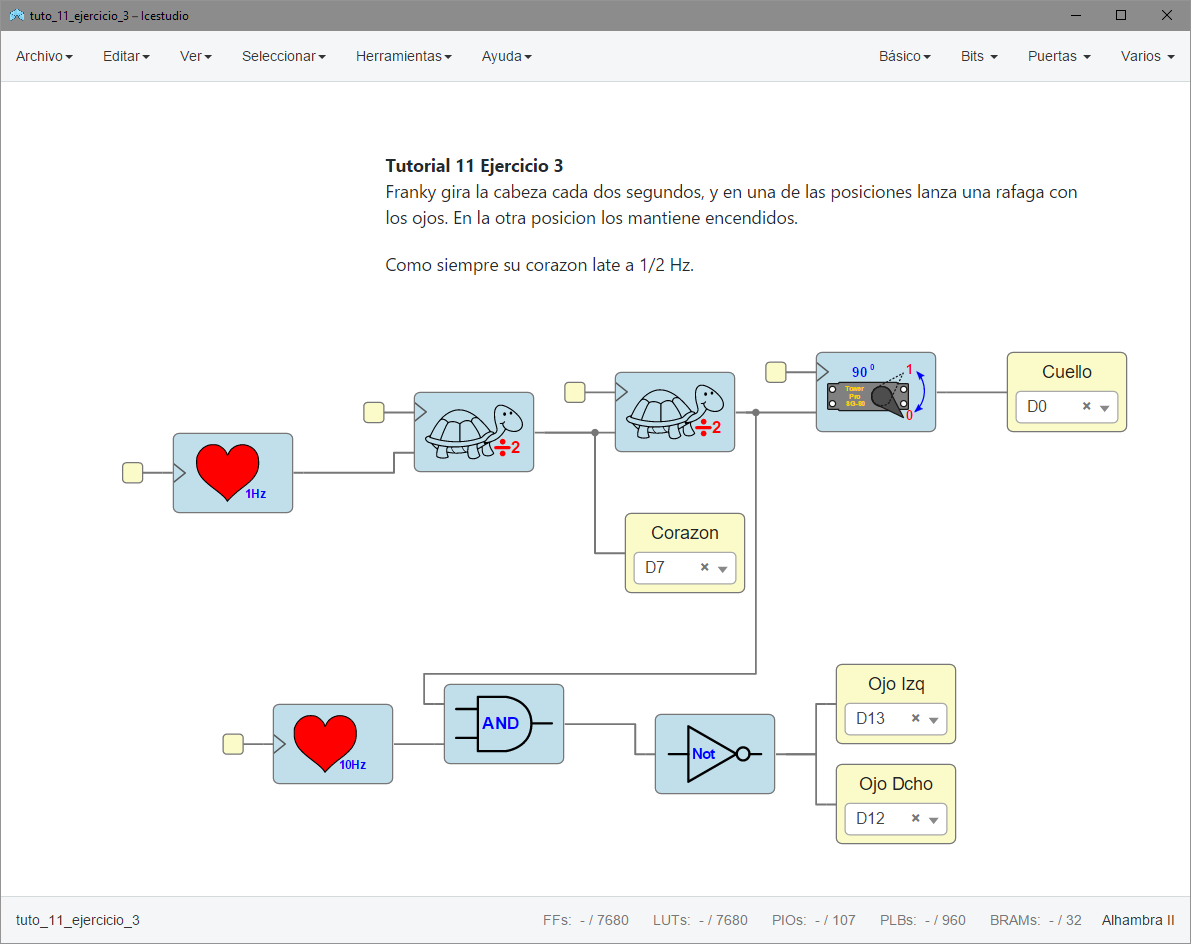 tuto_11_ejercicio_3 – Icestudio
Archivo Editar Ver Seleccionar Herramientas Ayuda Básico Bits Puertas Varios
Tutorial 11 Ejercicio 3
Franky gira la cabeza cada dos segundos, y en una de las posiciones lanza una rafaga con
los ojos. En la otra posicion los mantiene encendidos.
Como siempre su corazon late a 1/2 Hz.
90⁰ 1
Tower
Pro
SG-90
0
Cuello
D0 ×
÷2
÷2
1Hz
Corazon
D7 ×
Ojo Izq
D13 ×
AND
Not
10Hz
Ojo Dcho
D12 ×
tuto_11_ejercicio_3 FFs: - / 7680 LUTs: - / 7680 PIOs: - / 107 PLBs: - / 960 BRAMs: - / 32 Alhambra II